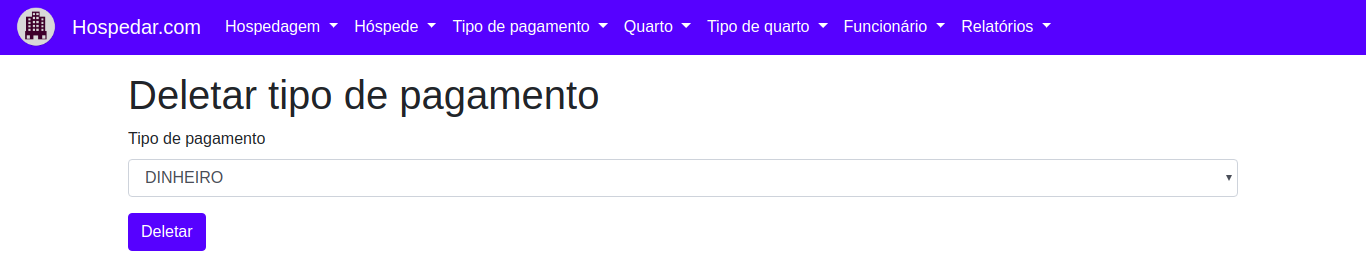 Hospedar.com Hospedagem Hóspede Tipo de pagamento Quarto Tipo de quarto Funcionário Relatórios
Deletar tipo de pagamento
Tipo de pagamento
DINHEIRO
Deletar